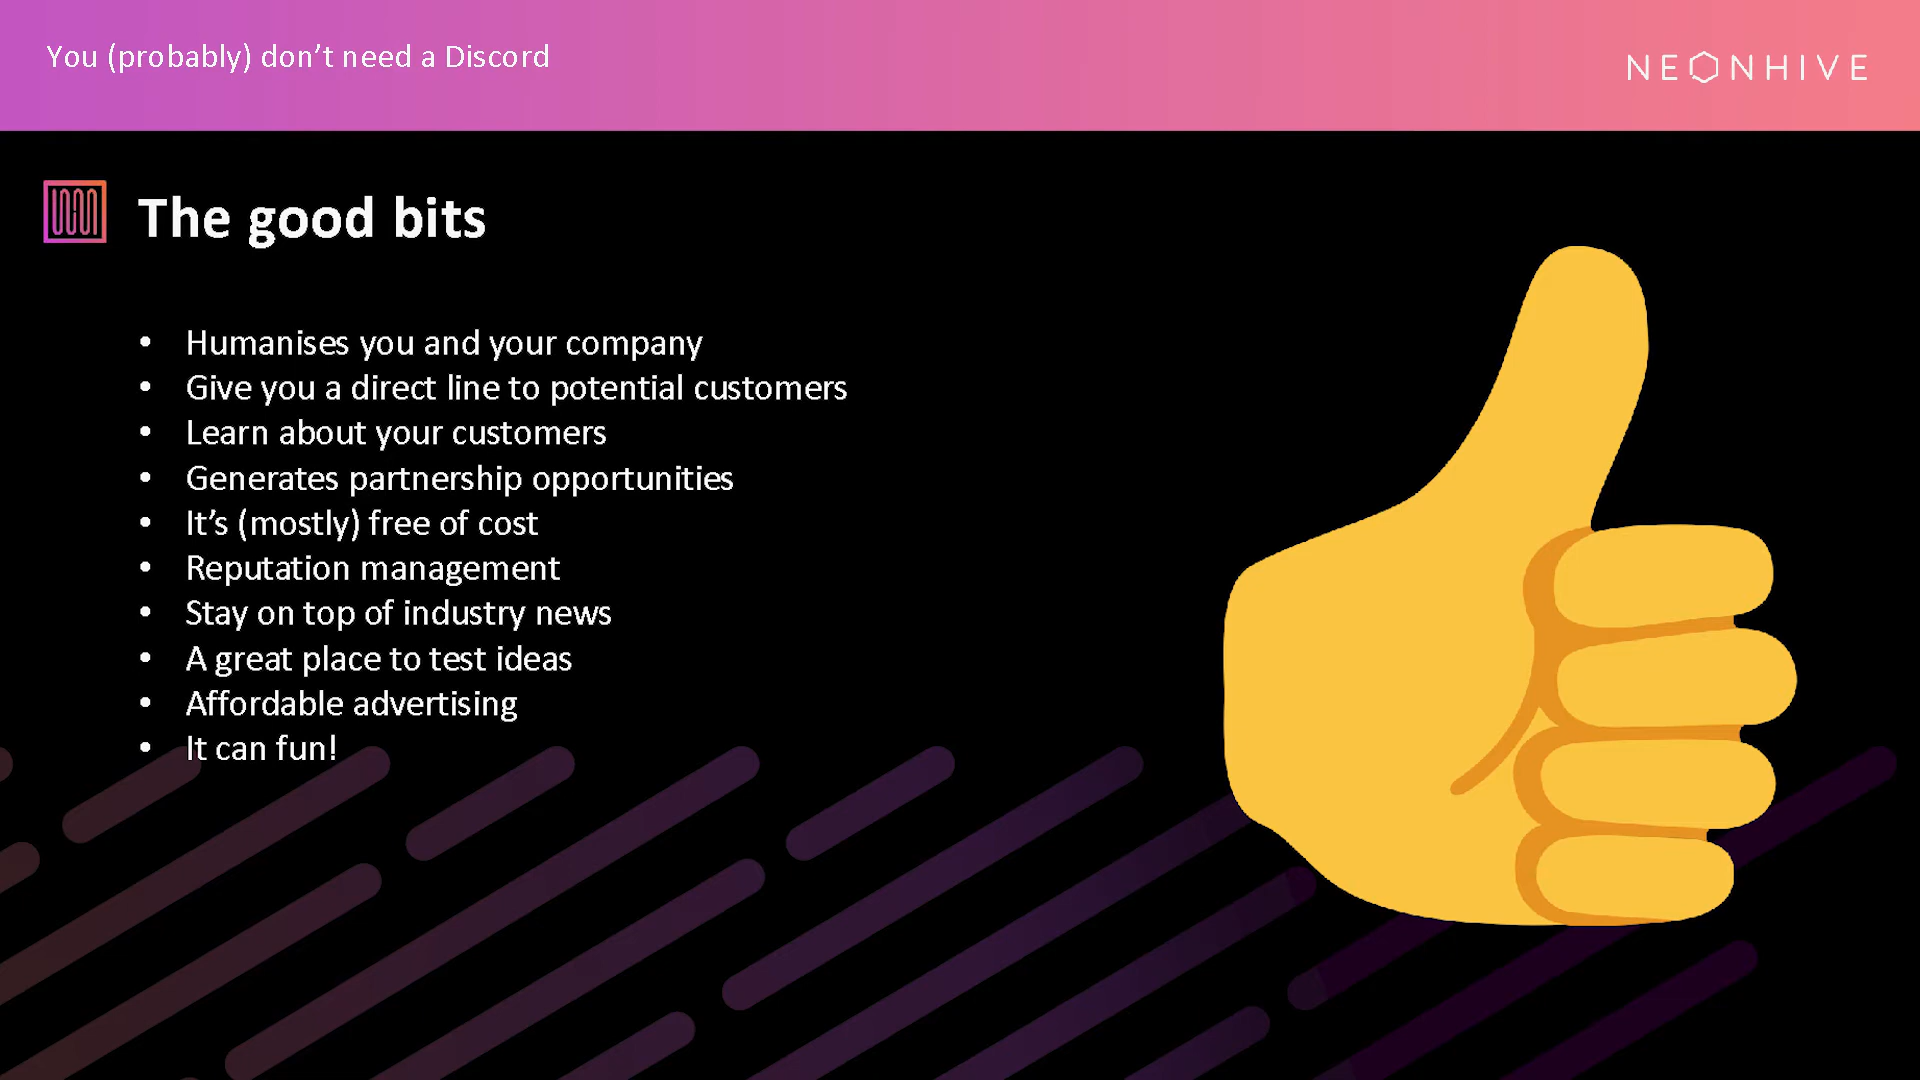 You (probably) don’t need a Discord
NEONHIVE
The good bits
• Humanises you and your company
• Give you a direct line to potential customers
• Learn about your customers
• Generates partnership opportunities
• It’s (mostly) free of cost
• Reputation management
• Stay on top of industry news
• A great place to test ideas
• Affordable advertising
• It can fun!